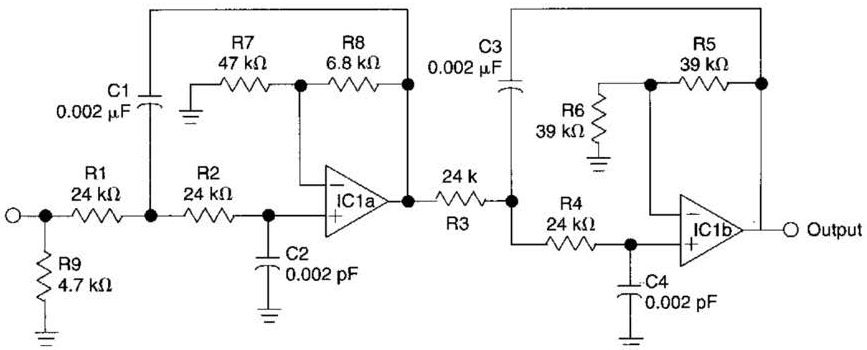 R7
47 kΩ
R8
6.8 kΩ
C3
0.002 μF
R5
39 kΩ
C1
0.002 μF
R6
39 kΩ
R1
24 kΩ
R2
24 kΩ
−
IC1a
+
24 k
R3
R4
24 kΩ
−
IC1b
+
Output
R9
4.7 kΩ
C2
0.002 pF
C4
0.002 pF